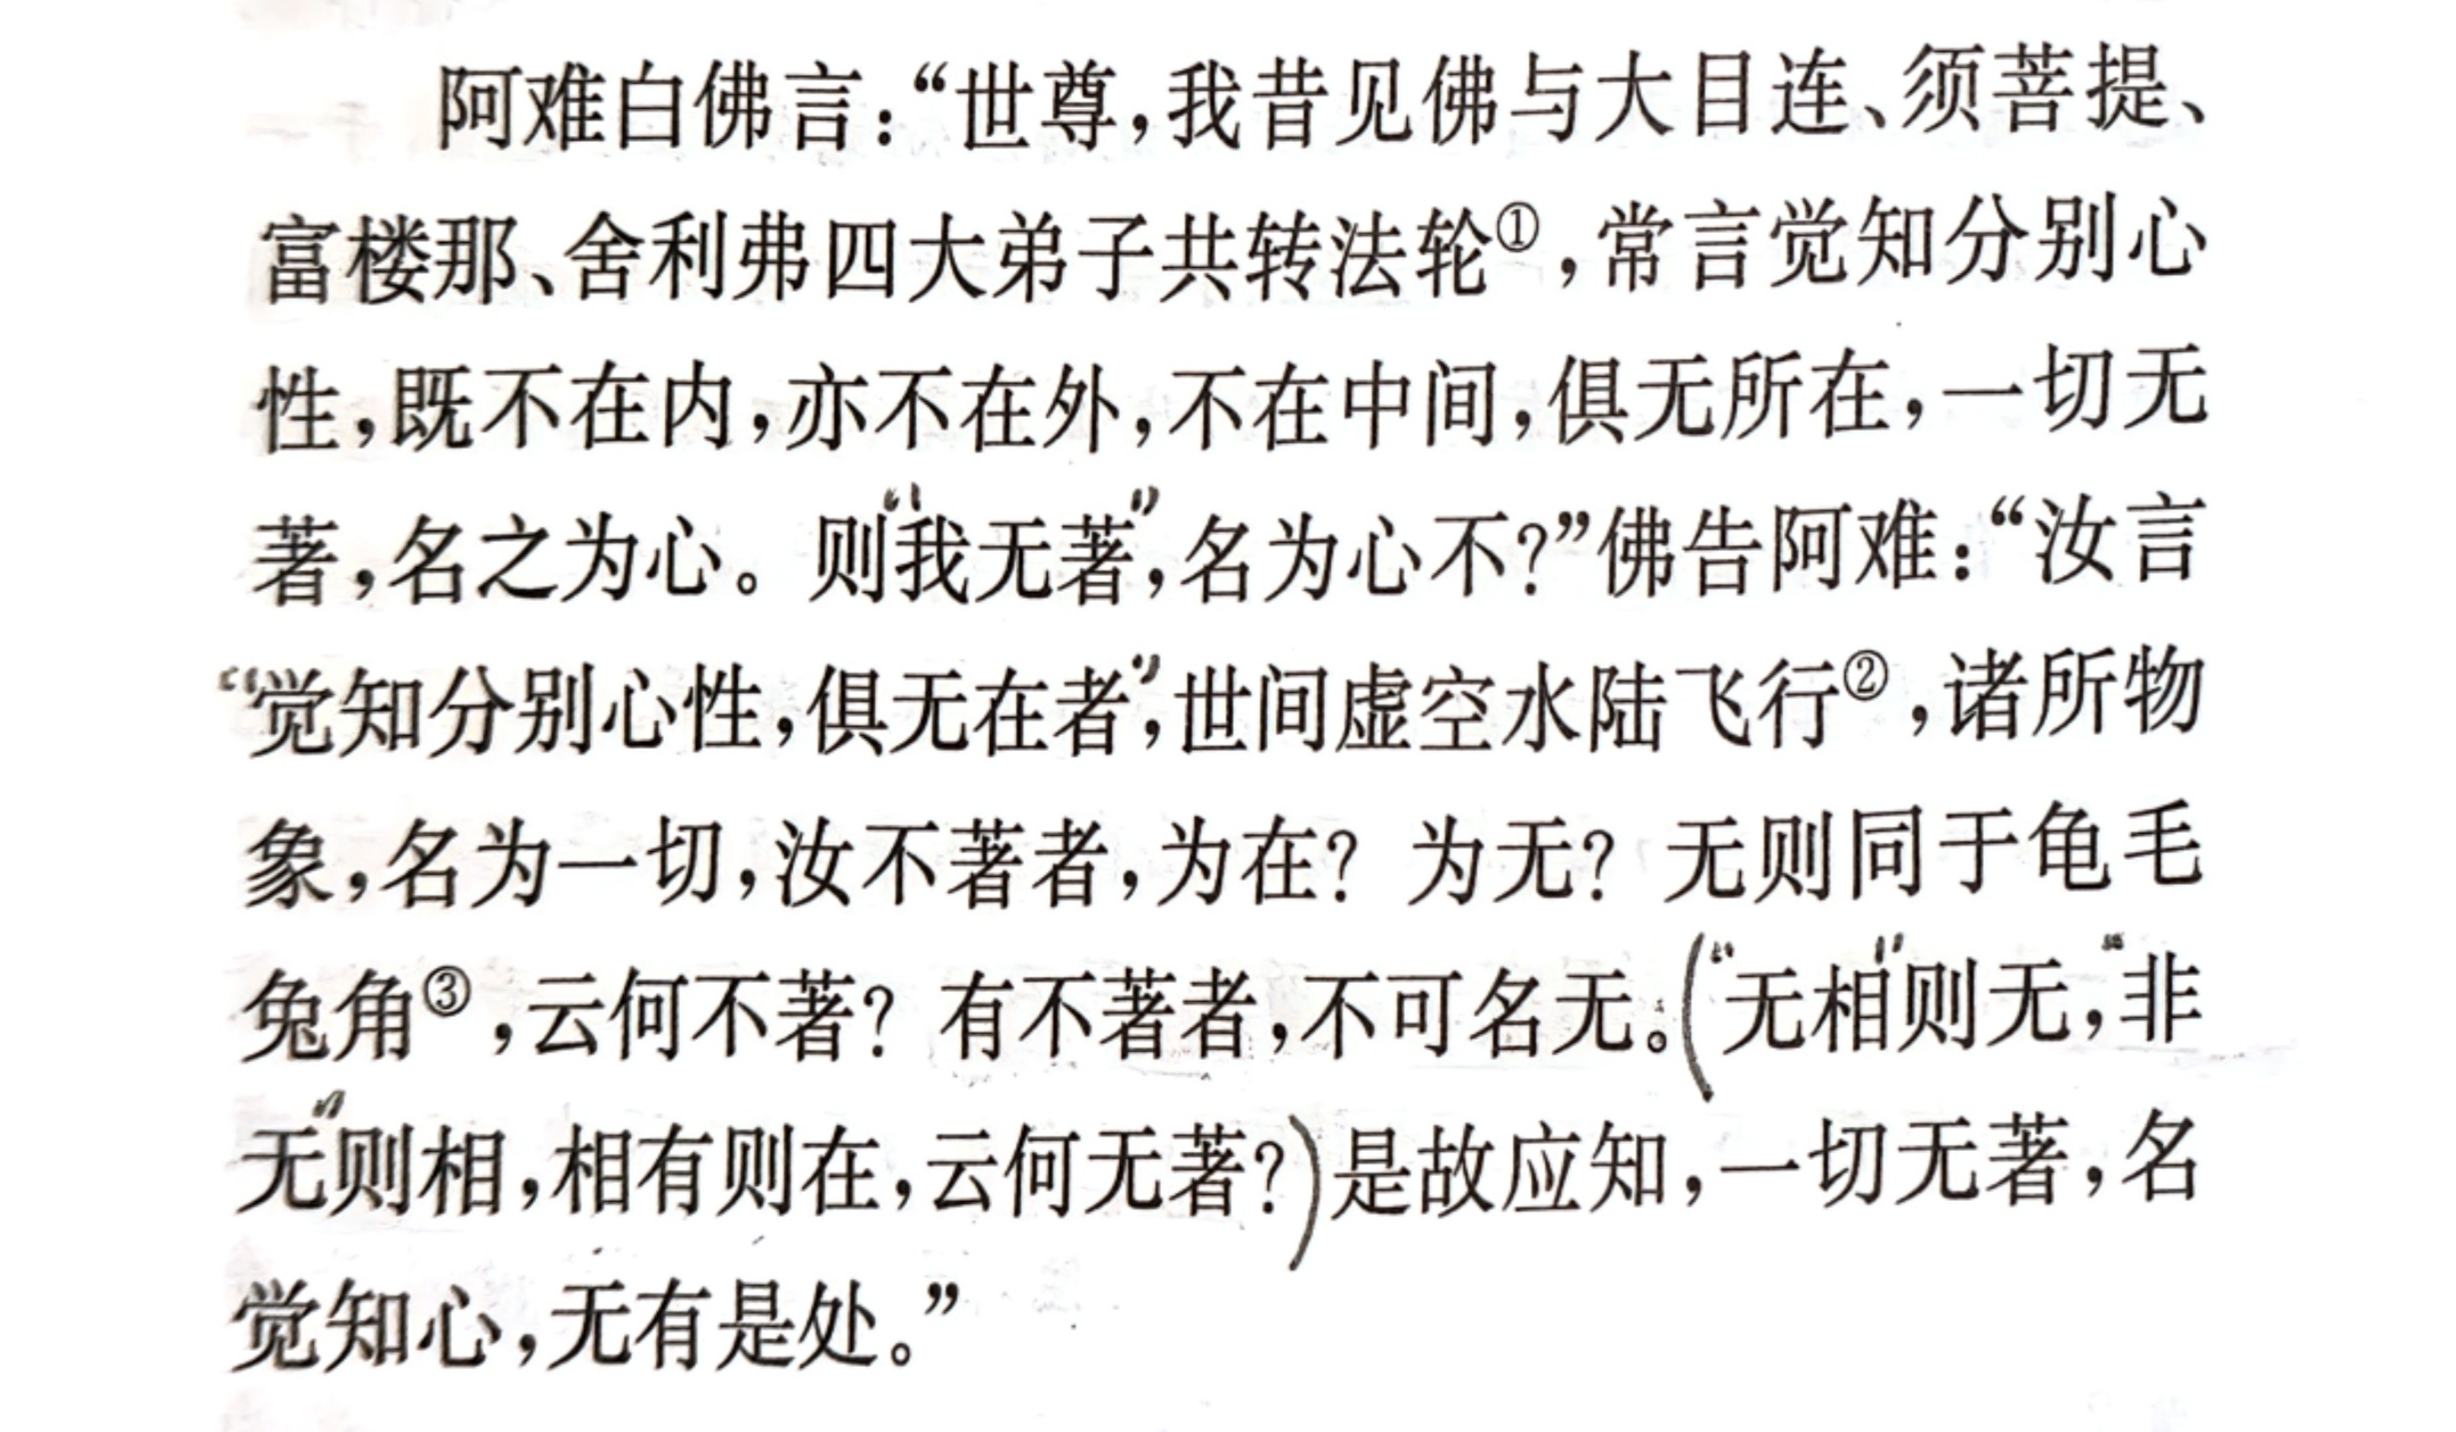 阿难白佛言：“世尊，我昔见佛与大目连、须菩提、
富楼那、舍利弗四大弟子共转法轮①，常言觉知分别心
性，既不在内，亦不在外，不在中间，俱无所在，一切无
著，名之为心。则“我无著”，名为心不？”佛告阿难：“汝言
“觉知分别心性，俱无在者”，世间虚空水陆飞行②，诸所物
象，名为一切，汝不著者，为在？为无？无则同于龟毛
兔角③，云何不著？有不著者，不可名无。（“无相”则无，“非
无”则相，相有则在，云何无著？）是故应知，一切无著，名
觉知心，无有是处。”